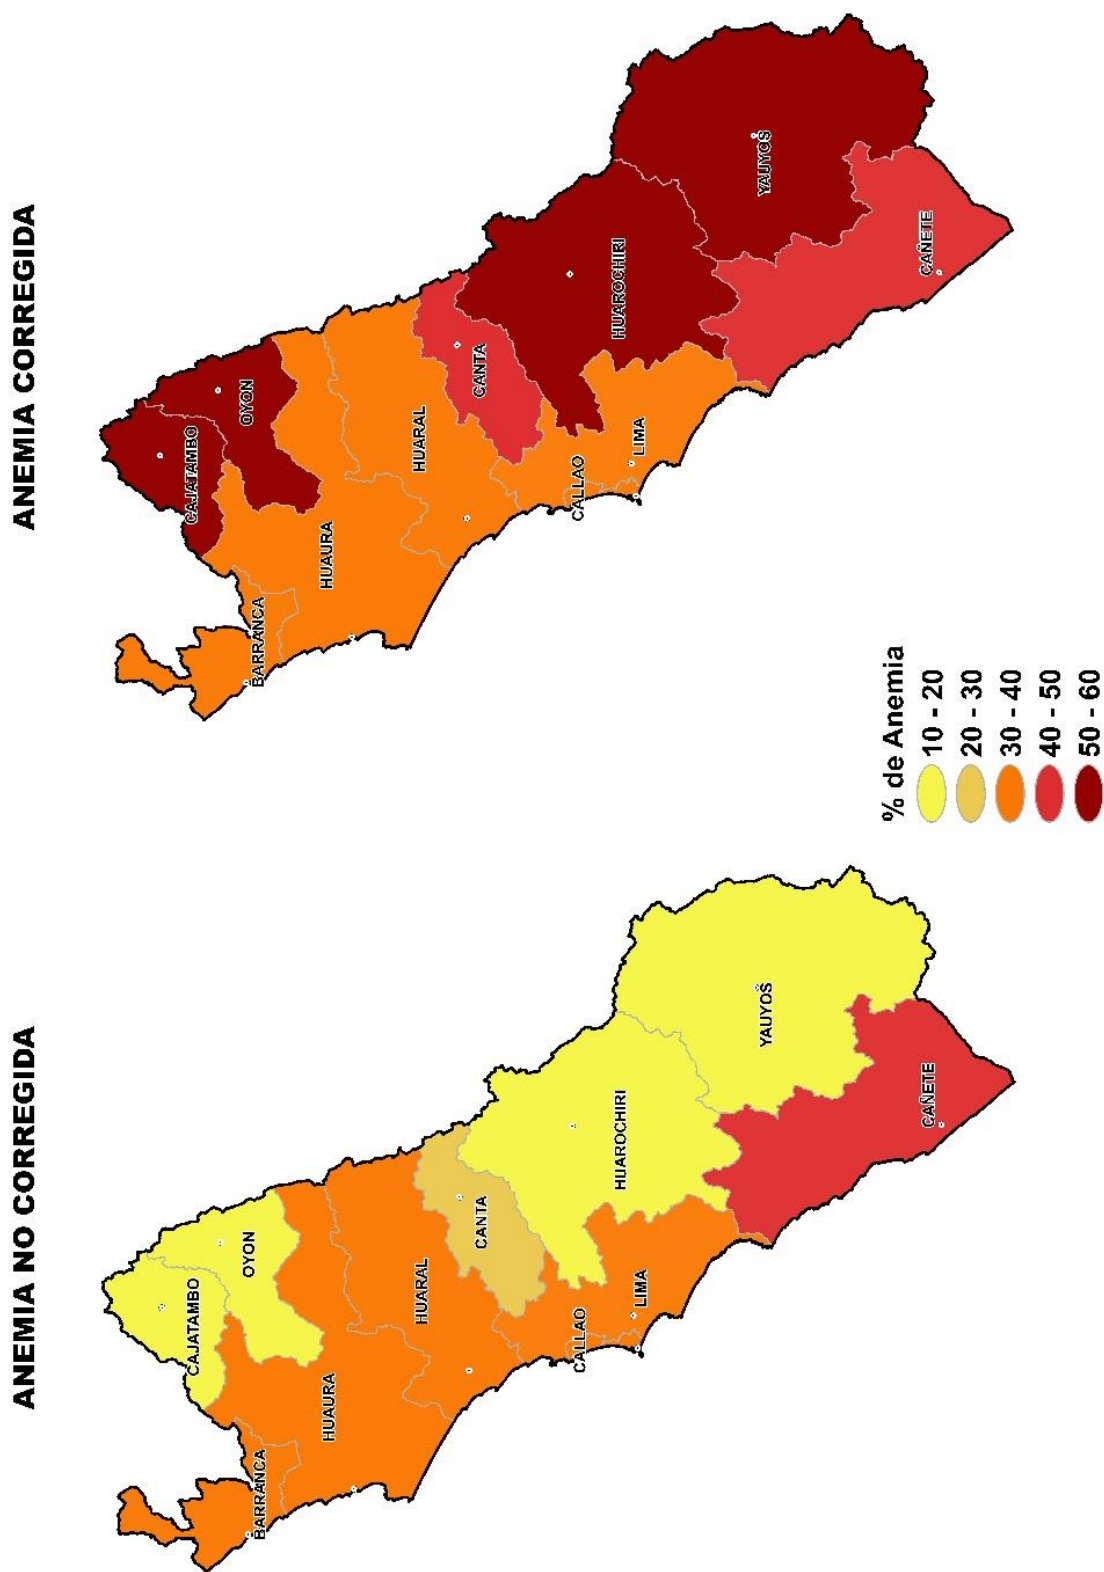 ANEMIA NO CORREGIDA
CAJATAMBO
OYON
BARRANCA
HUAURA
HUARAL
CANTA
CALLAO
LIMA
HUAROCHIRI
YAUYOS
CAÑETE
ANEMIA CORREGIDA
CAJATAMBO
OYON
BARRANCA
HUAURA
HUARAL
CANTA
CALLAO
LIMA
HUAROCHIRI
YAUYOS
CAÑETE
% de Anemia
10 - 20
20 - 30
30 - 40
40 - 50
50 - 60